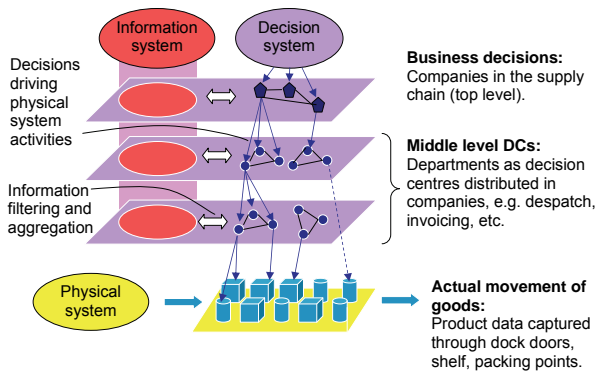 Information
system
Decision
system
Decisions
driving
physical
system
activities
Business decisions:
Companies in the supply
chain (top level).
Middle level DCs:
Departments as decision
centres distributed in
companies, e.g. despatch,
invoicing, etc.
Information
filtering and
aggregation
Physical
system
Actual movement of
goods:
Product data captured
through dock doors,
shelf, packing points.